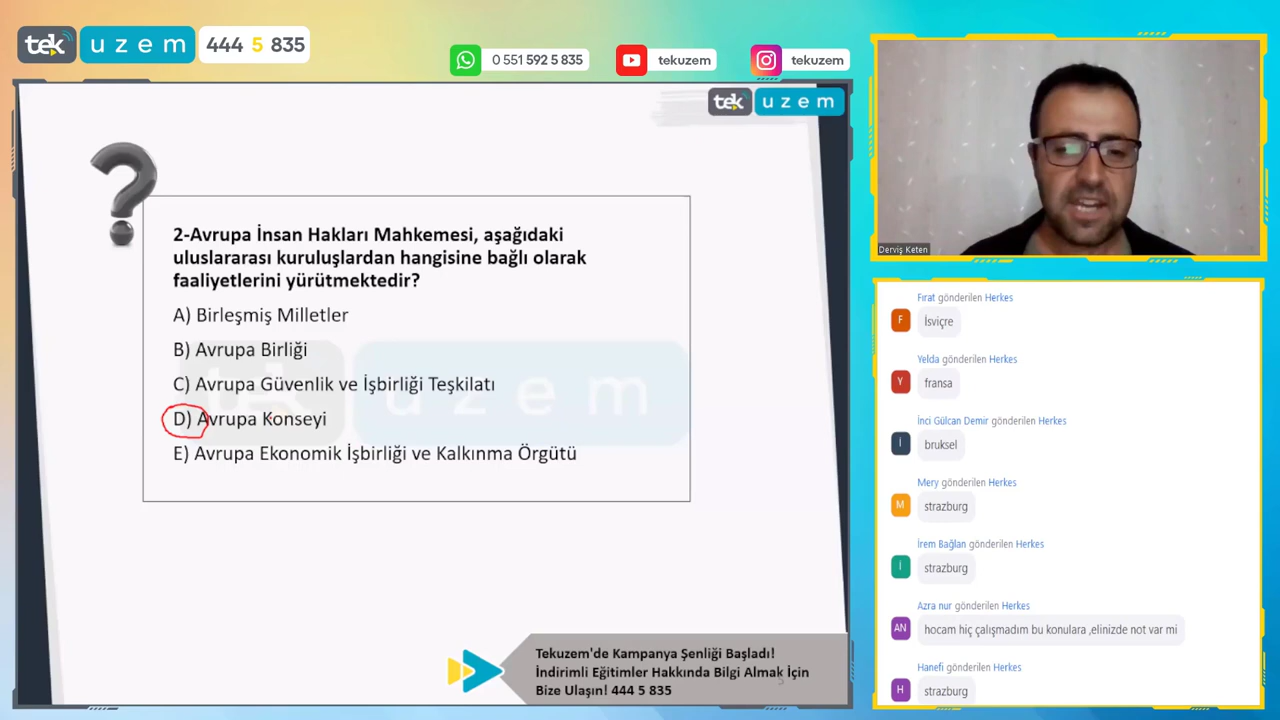 tek uzem 444 5 835
0 551 592 5 835
tekuzem
tekuzem
tek uzem
2-Avrupa İnsan Hakları Mahkemesi, aşağıdaki
uluslararası kuruluşlardan hangisine bağlı olarak
faaliyetlerini yürütmektedir?
A) Birleşmiş Milletler
B) Avrupa Birliği
C) Avrupa Güvenlik ve İşbirliği Teşkilatı
D) Avrupa Konseyi
E) Avrupa Ekonomik İşbirliği ve Kalkınma Örgütü
tek uzem
Tekuzem'de Kampanya Şenliği Başladı!
İndirimli Eğitimler Hakkında Bilgi Almak İçin
Bize Ulaşın! 444 5 835
5
Derviş Keten
Fırat gönderilen Herkes
F
İsviçre
Yelda gönderilen Herkes
Y
fransa
İnci Gülcan Demir gönderilen Herkes
İ
bruksel
Mery gönderilen Herkes
M
strazburg
İrem Bağlan gönderilen Herkes
İ
strazburg
Azra nur gönderilen Herkes
AN
hocam hiç çalışmadım bu konulara ,elinizde not var mi
Hanefi gönderilen Herkes
H
strazburg